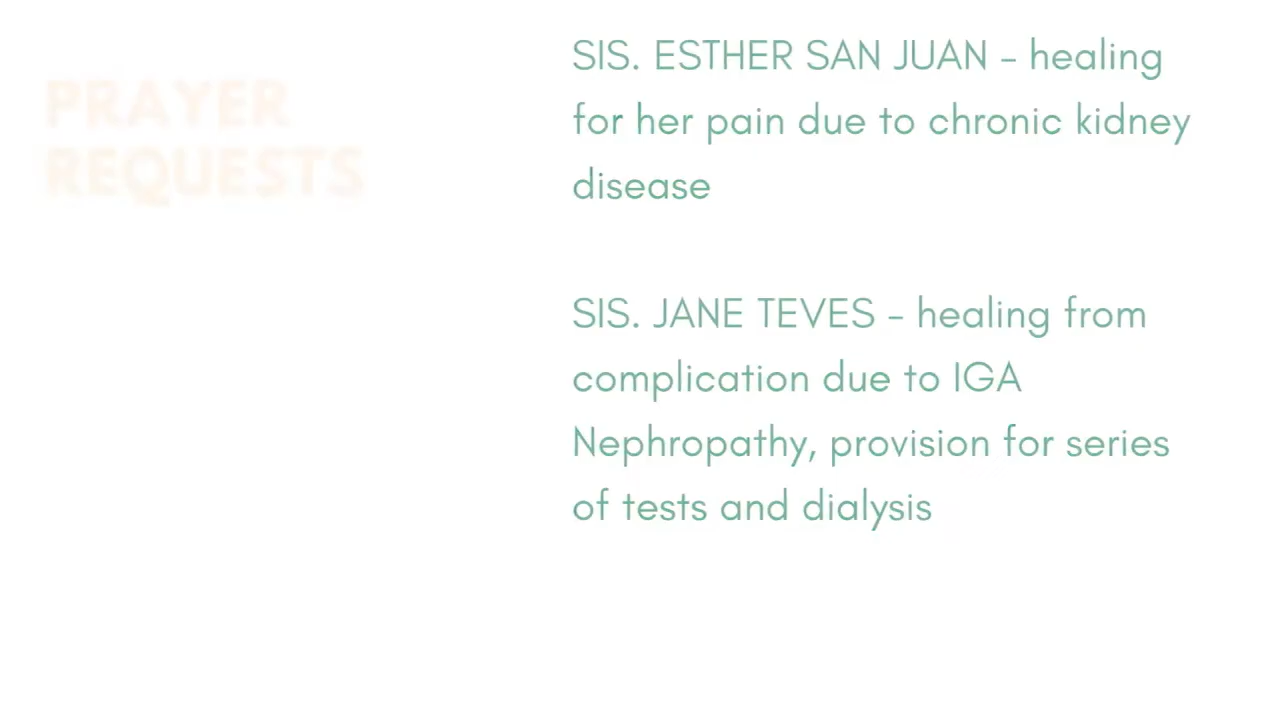 PRAYER
REQUESTS
SIS. ESTHER SAN JUAN – healing
for her pain due to chronic kidney
disease
SIS. JANE TEVES – healing from
complication due to IGA
Nephropathy, provision for series
of tests and dialysis